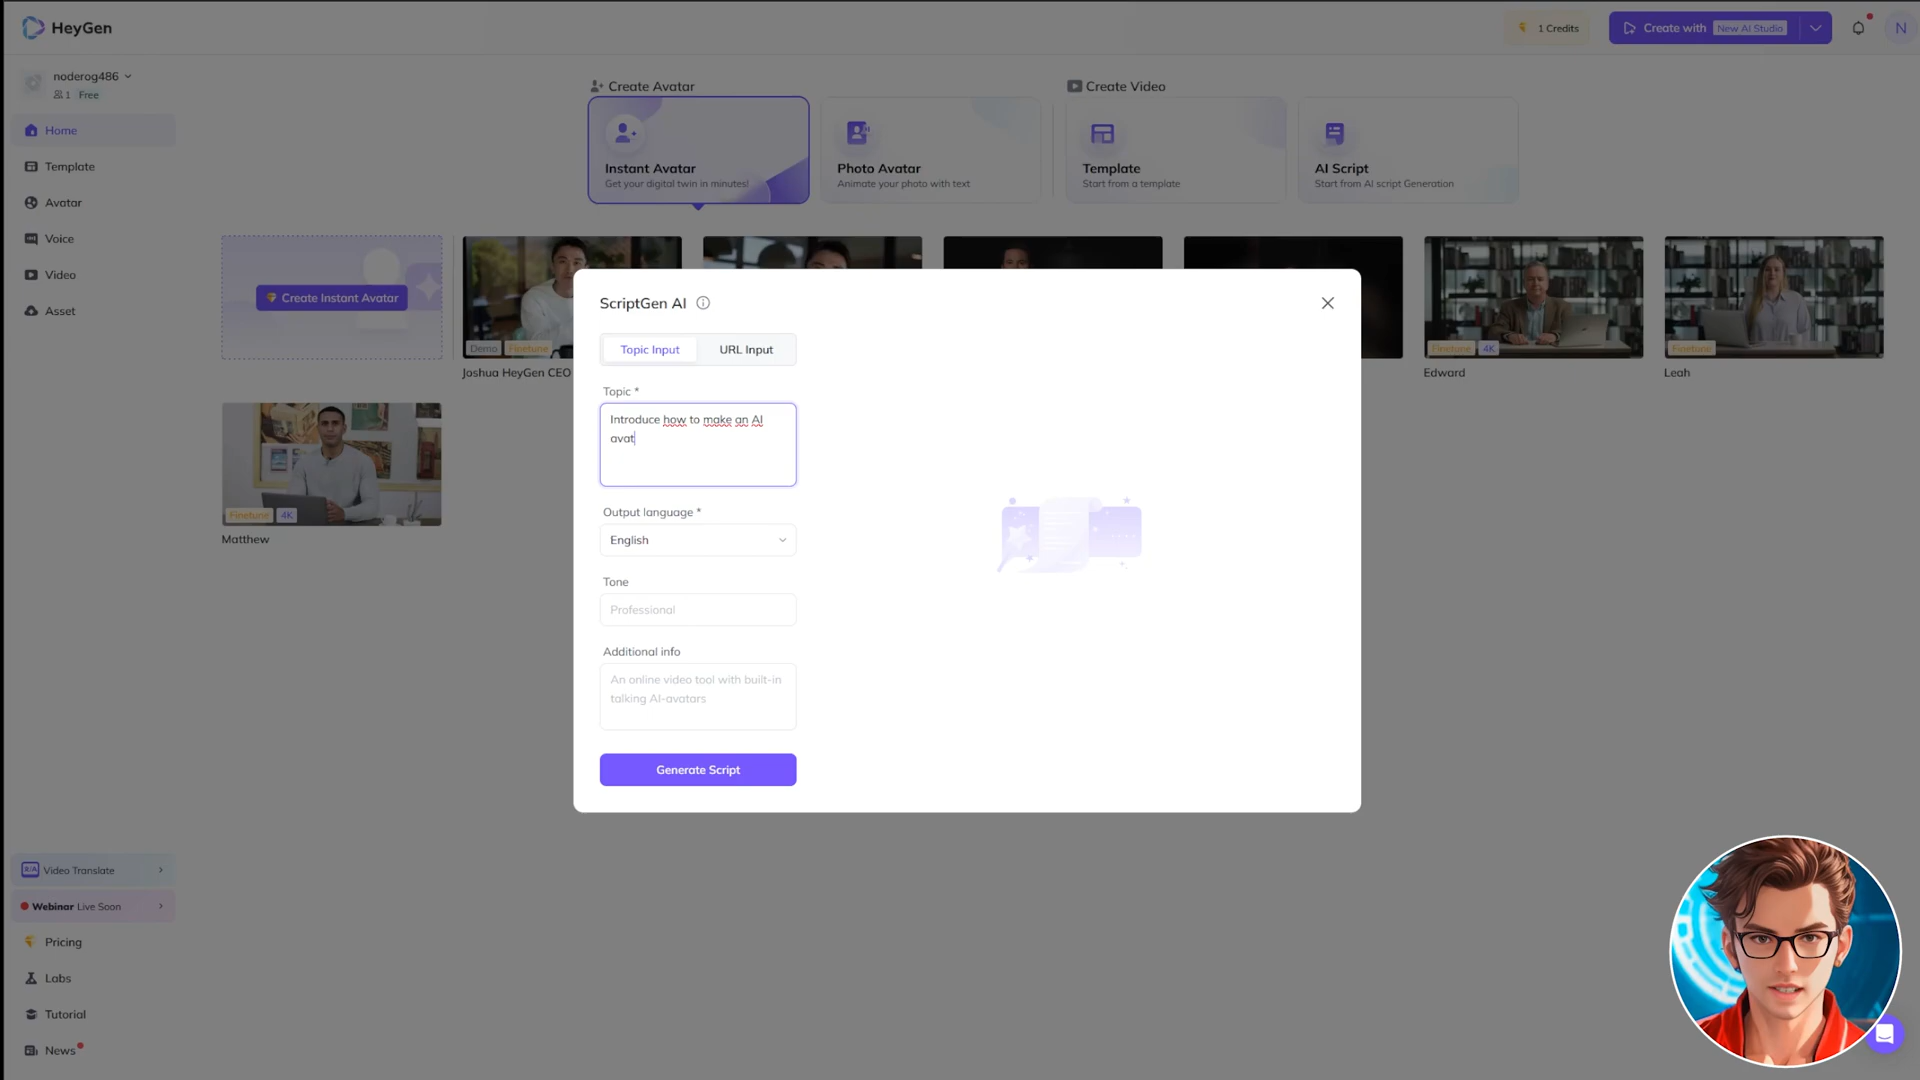 HeyGen
1 Credits
Create with New AI Studio
N
noderog486
1 Free
Home
Template
Avatar
Voice
Video
Asset
Create Avatar
Create Video
Instant Avatar
Get your digital twin in minutes!
Photo Avatar
Animate your photo with text
Template
Start from a template
AI Script
Start from AI script Generation
Create Instant Avatar
Demo Finetune
Joshua HeyGen CEO
Finetune 4K
Edward
Finetune
Leah
Finetune 4K
Matthew
ScriptGen AI
Topic Input URL Input
Topic *
Introduce how to make an AI
avat
Output language *
English
Tone
Professional
Additional info
An online video tool with built-in
talking AI-avatars
Generate Script
Video Translate
Webinar Live Soon
Pricing
Labs
Tutorial
News